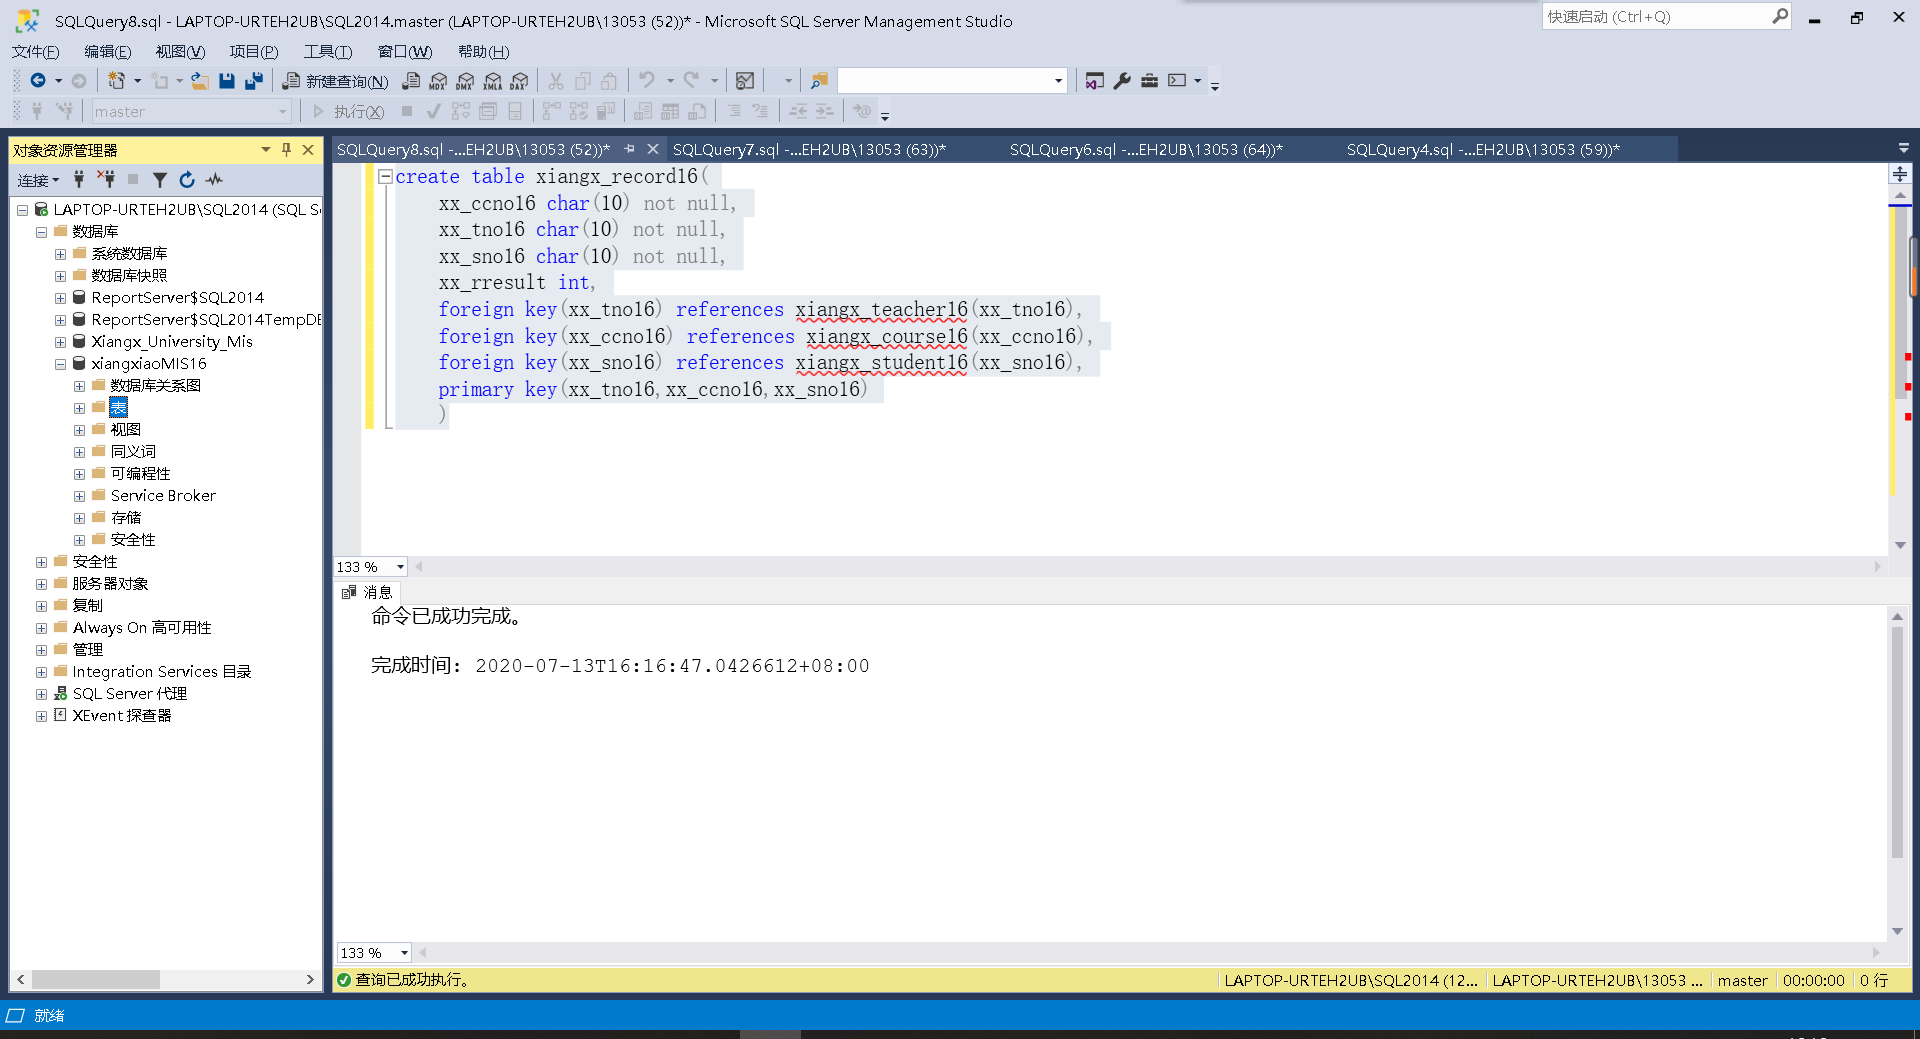 SQLQuery8.sql - LAPTOP-URTEH2UB\SQL2014.master (LAPTOP-URTEH2UB\13053 (52))* - Microsoft SQL Server Management Studio
快速启动 (Ctrl+Q)
文件(F) 编辑(E) 视图(V) 项目(P) 工具(T) 窗口(W) 帮助(H)
新建查询(N) MDX DMX XMLA DAX
master 执行(X)
对象资源管理器
连接
LAPTOP-URTEH2UB\SQL2014 (SQL S
数据库
系统数据库
数据库快照
ReportServer$SQL2014
ReportServer$SQL2014TempDE
Xiangx_University_Mis
xiangxiaoMIS16
数据库关系图
表
视图
同义词
可编程性
Service Broker
存储
安全性
安全性
服务器对象
复制
Always On 高可用性
管理
Integration Services 目录
SQL Server 代理
XEvent 探查器
SQLQuery8.sql -...EH2UB\13053 (52))* SQLQuery7.sql -...EH2UB\13053 (63))* SQLQuery6.sql -...EH2UB\13053 (64))* SQLQuery4.sql -...EH2UB\13053 (59))*
create table xiangx_record16(
xx_ccno16 char(10) not null,
xx_tno16 char(10) not null,
xx_sno16 char(10) not null,
xx_rresult int,
foreign key(xx_tno16) references xiangx_teacher16(xx_tno16),
foreign key(xx_ccno16) references xiangx_course16(xx_ccno16),
foreign key(xx_sno16) references xiangx_student16(xx_sno16),
primary key(xx_tno16,xx_ccno16,xx_sno16)
)
133 %
消息
命令已成功完成。
完成时间: 2020-07-13T16:16:47.0426612+08:00
133 %
查询已成功执行。 LAPTOP-URTEH2UB\SQL2014 (12... LAPTOP-URTEH2UB\13053 ... master 00:00:00 0 行
就绪